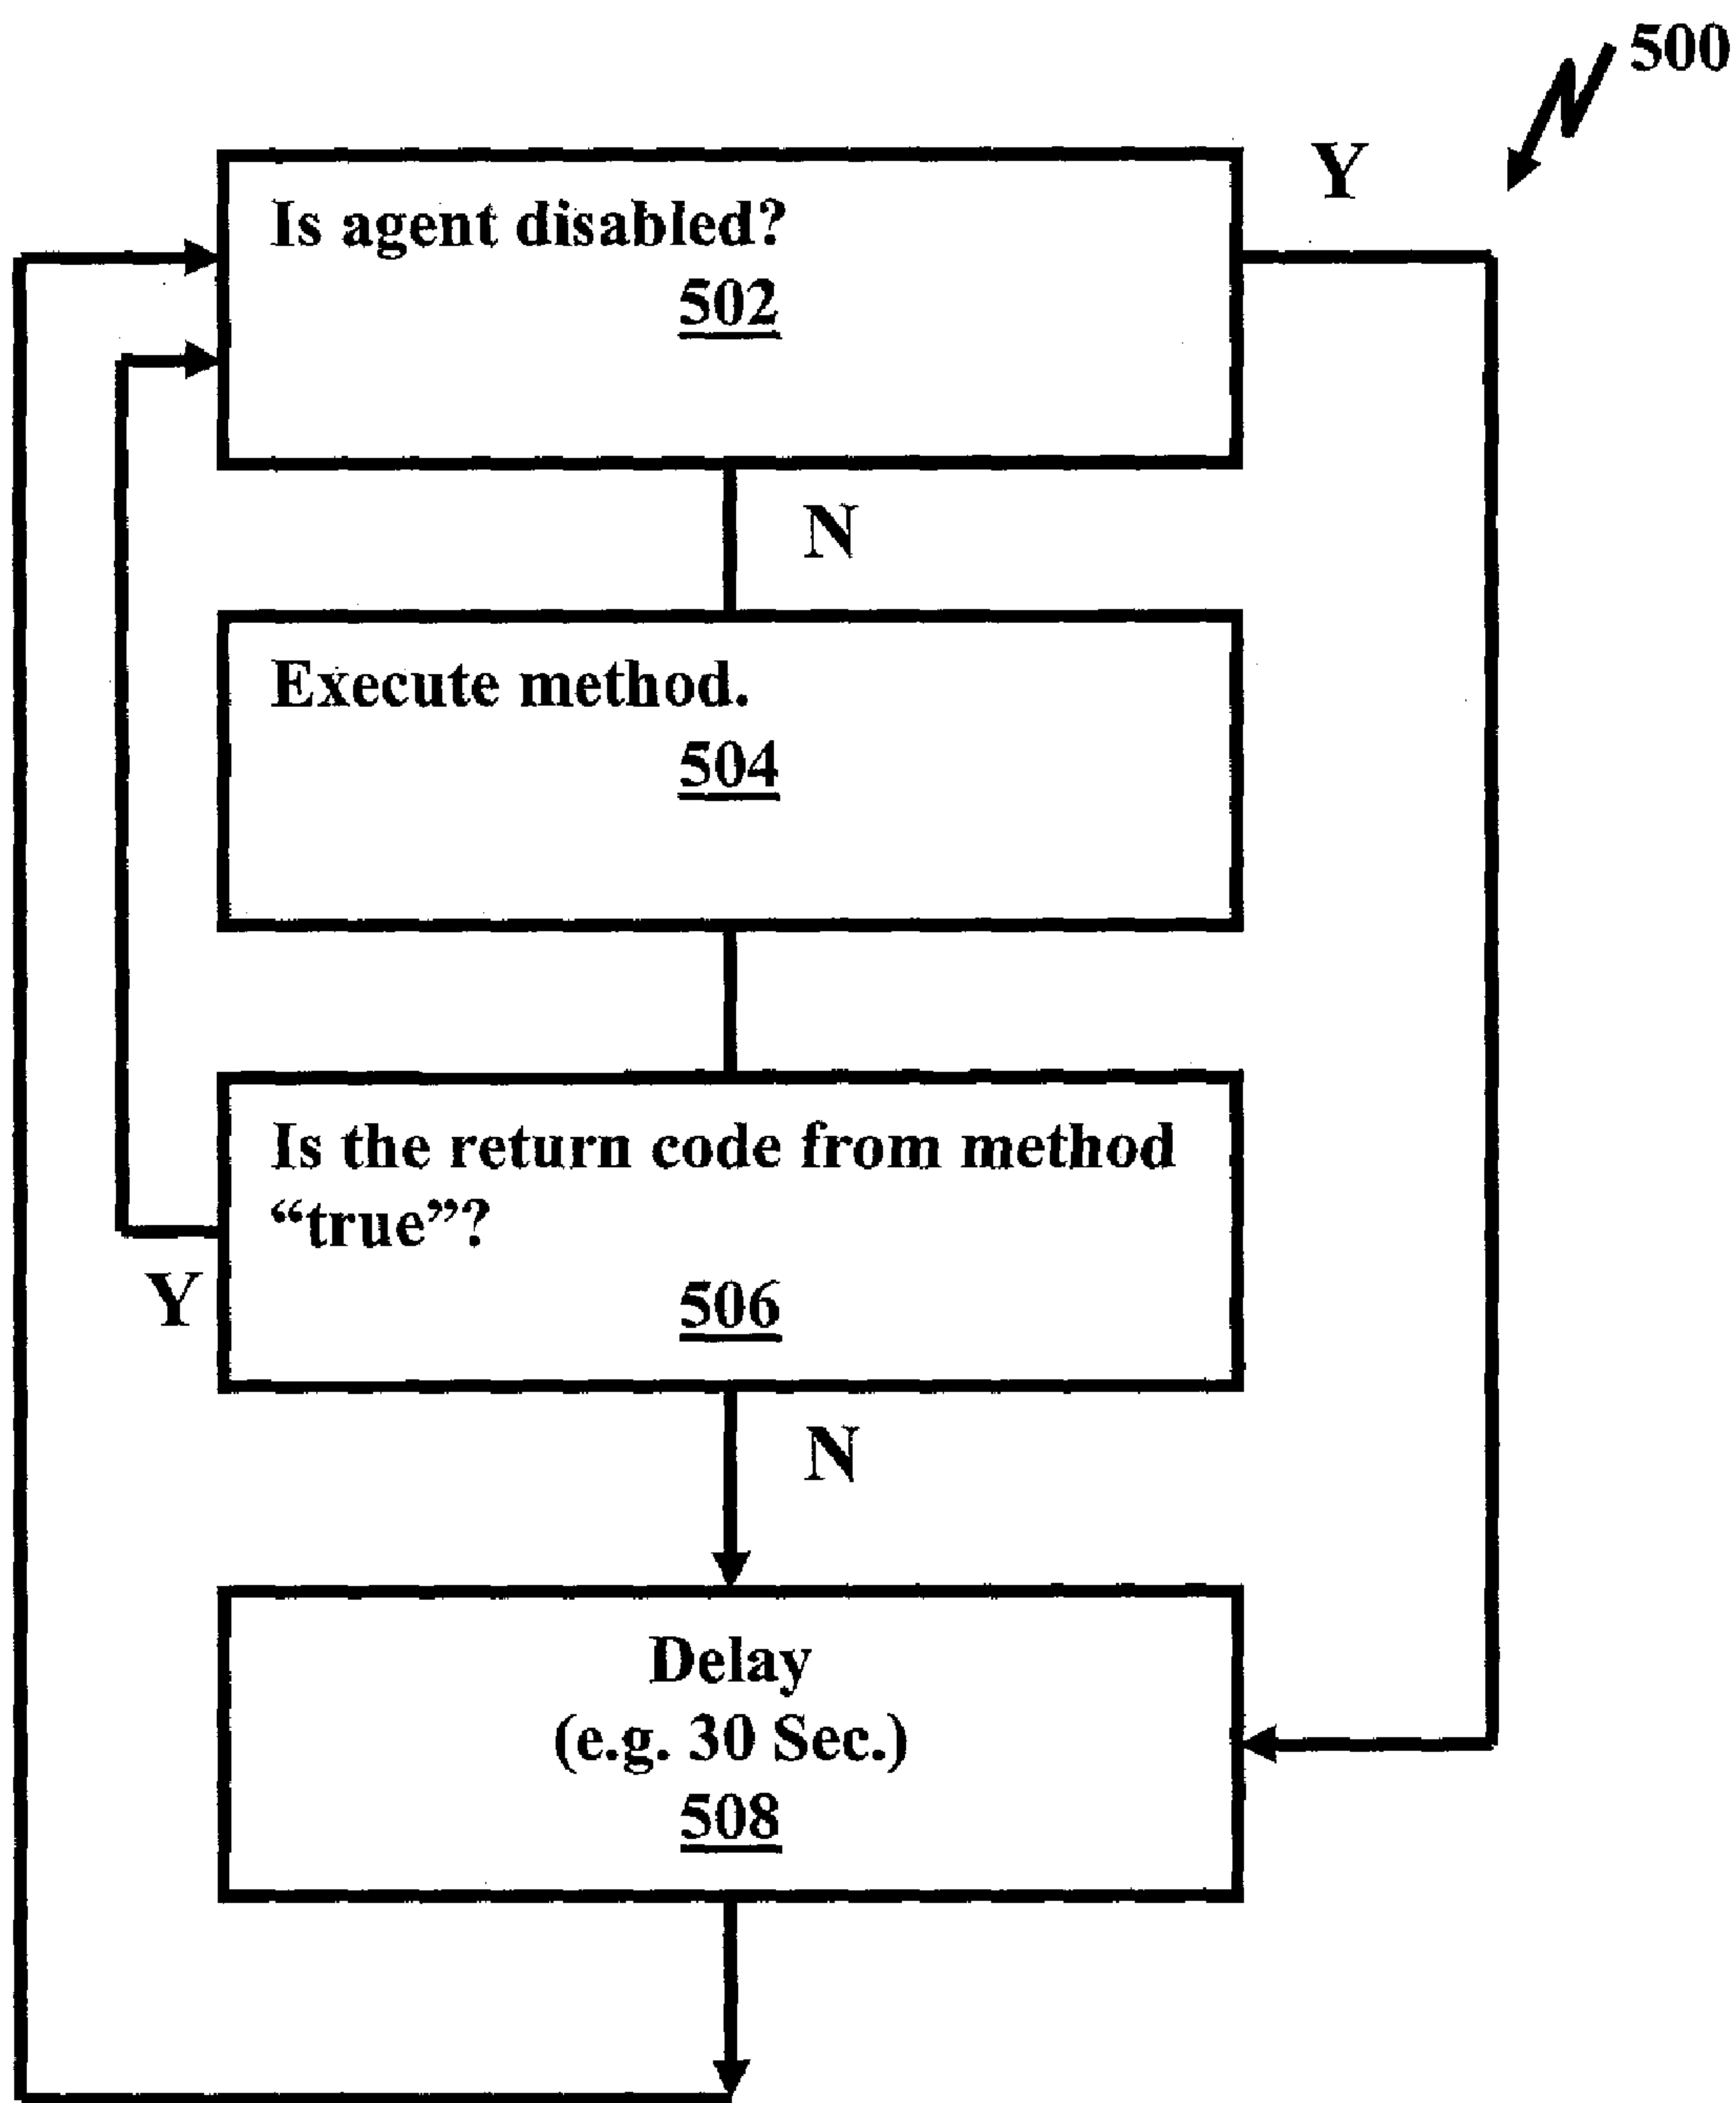 500
Y
Is agent disabled?
502
N
Execute method.
504
Is the return code from method
“true”?
506
Y
N
Delay
(e.g. 30 Sec.)
508